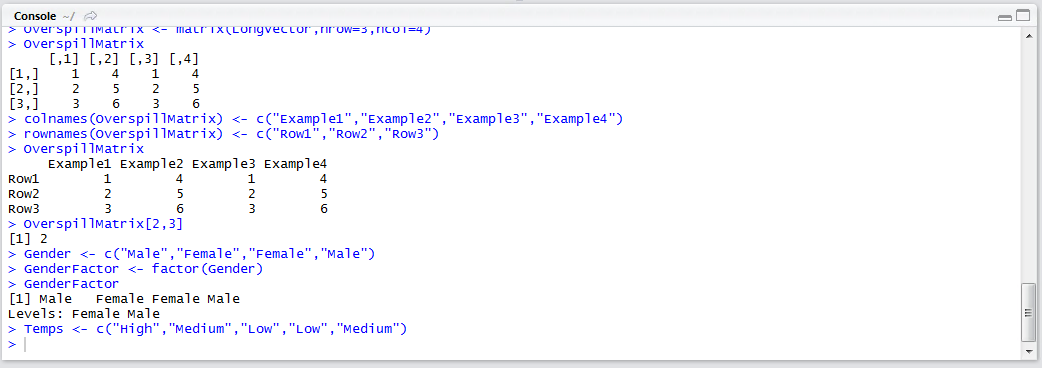 Console ~/
> OverspillMatrix <- matrix(LongVector,nrow=3,ncol=4)
> OverspillMatrix
     [,1] [,2] [,3] [,4]
[1,]    1    4    1    4
[2,]    2    5    2    5
[3,]    3    6    3    6
> colnames(OverspillMatrix) <- c("Example1","Example2","Example3","Example4")
> rownames(OverspillMatrix) <- c("Row1","Row2","Row3")
> OverspillMatrix
     Example1 Example2 Example3 Example4
Row1        1        4        1        4
Row2        2        5        2        5
Row3        3        6        3        6
> OverspillMatrix[2,3]
[1] 2
> Gender <- c("Male","Female","Female","Male")
> GenderFactor <- factor(Gender)
> GenderFactor
[1] Male   Female Female Male
Levels: Female Male
> Temps <- c("High","Medium","Low","Low","Medium")
>